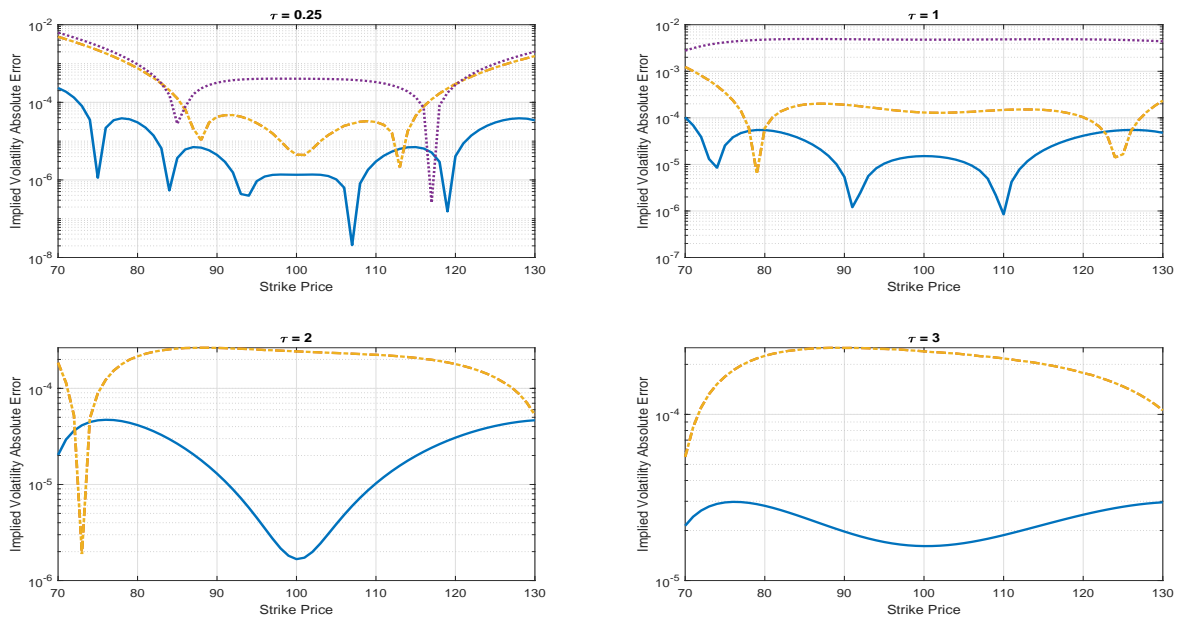 τ = 0.25
Implied Volatility Absolute Error
10-2
10-4
10-6
10-8
70 80 90 100 110 120 130
Strike Price
τ = 1
Implied Volatility Absolute Error
10-2
10-3
10-4
10-5
10-6
10-7
70 80 90 100 110 120 130
Strike Price
τ = 2
Implied Volatility Absolute Error
10-4
10-5
10-6
70 80 90 100 110 120 130
Strike Price
τ = 3
Implied Volatility Absolute Error
10-4
10-5
70 80 90 100 110 120 130
Strike Price